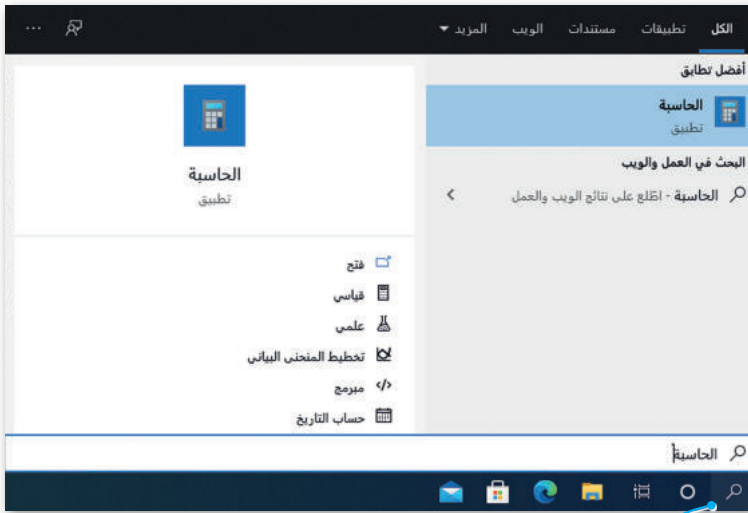 الكل تطبيقات مستندات الويب المزيد
أفضل تطابق
الحاسبة
تطبيق
البحث في العمل والويب
الحاسبة - اطّلع على نتائج الويب والعمل
الحاسبة
تطبيق
فتح
قياسي
علمي
تخطيط المنحنى البياني
مبرمج
حساب التاريخ
الحاسبة